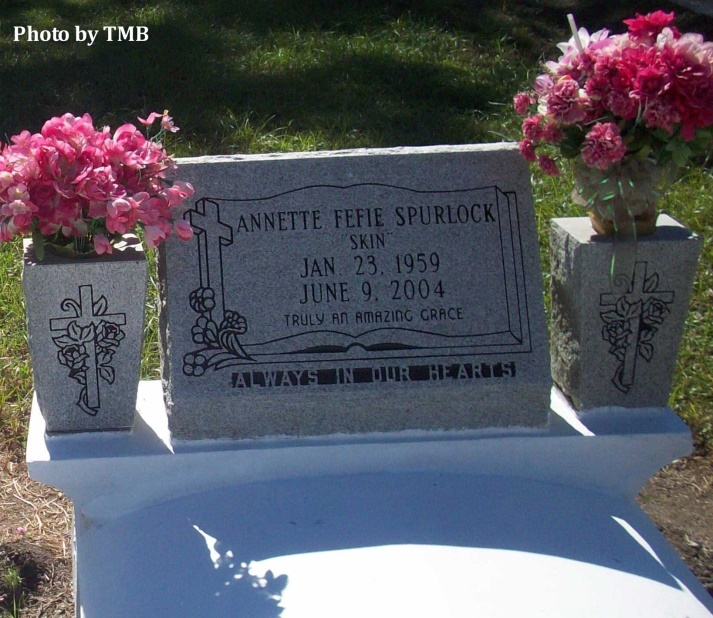 Photo by TMB
ANNETTE FEFIE SPURLOCK
"SKIN"
JAN. 23, 1959
JUNE 9, 2004
TRULY AN AMAZING GRACE
ALWAYS IN OUR HEARTS